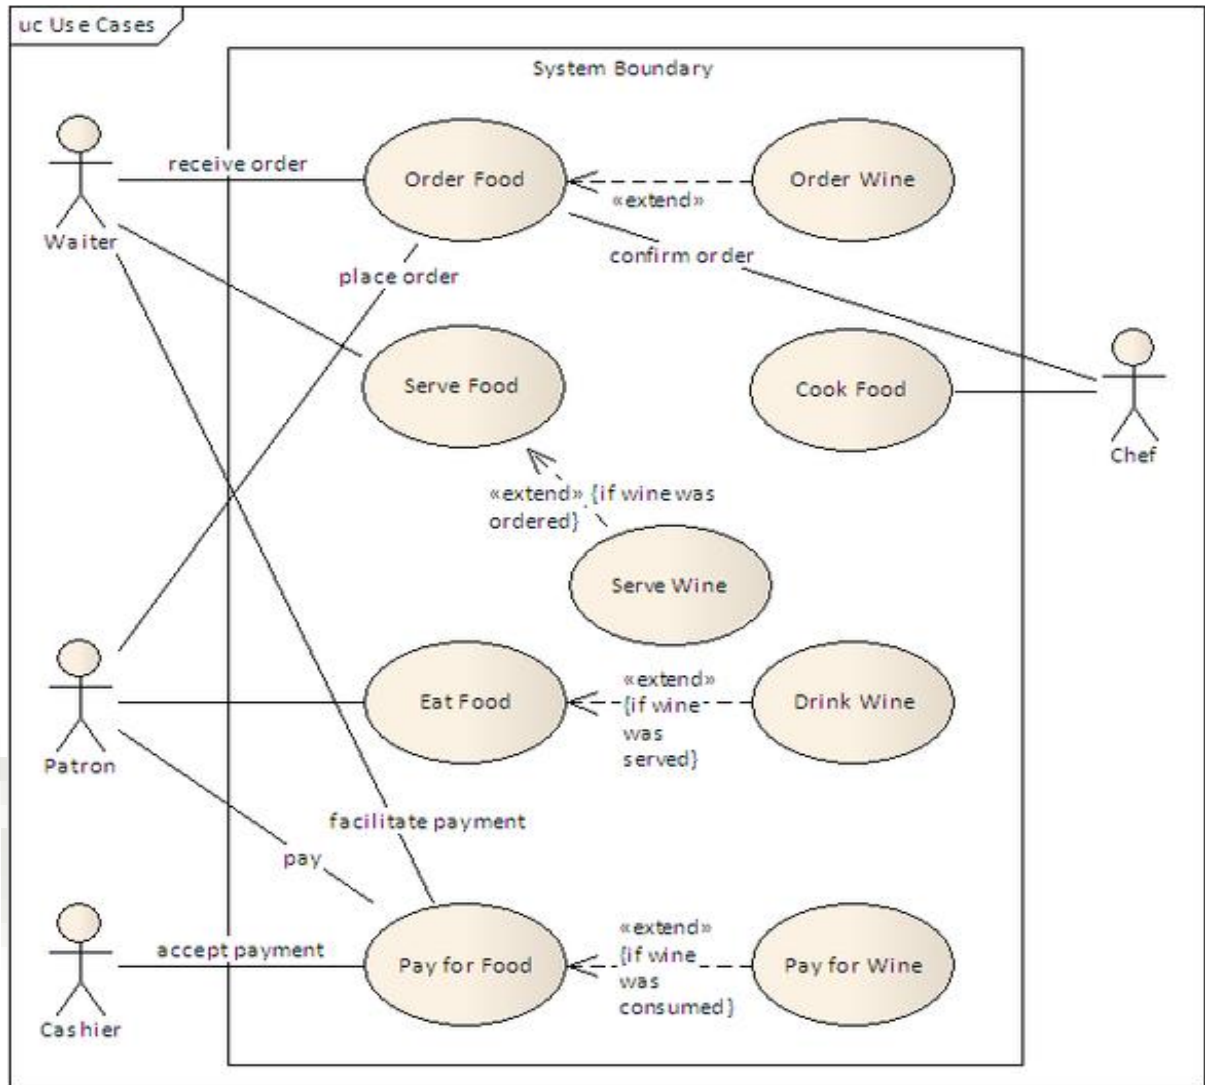 uc Use Cases
System Boundary
receive order
Order Food
Order Wine
«extend»
Waiter
confirm order
place order
Serve Food
Cook Food
Chef
«extend» {if wine was
ordered}
Serve Wine
Eat Food
«extend»
{if wine
was
served}
Drink Wine
Patron
facilitate payment
pay
accept payment
Pay for Food
«extend»
{if wine
was
consumed}
Pay for Wine
Cashier